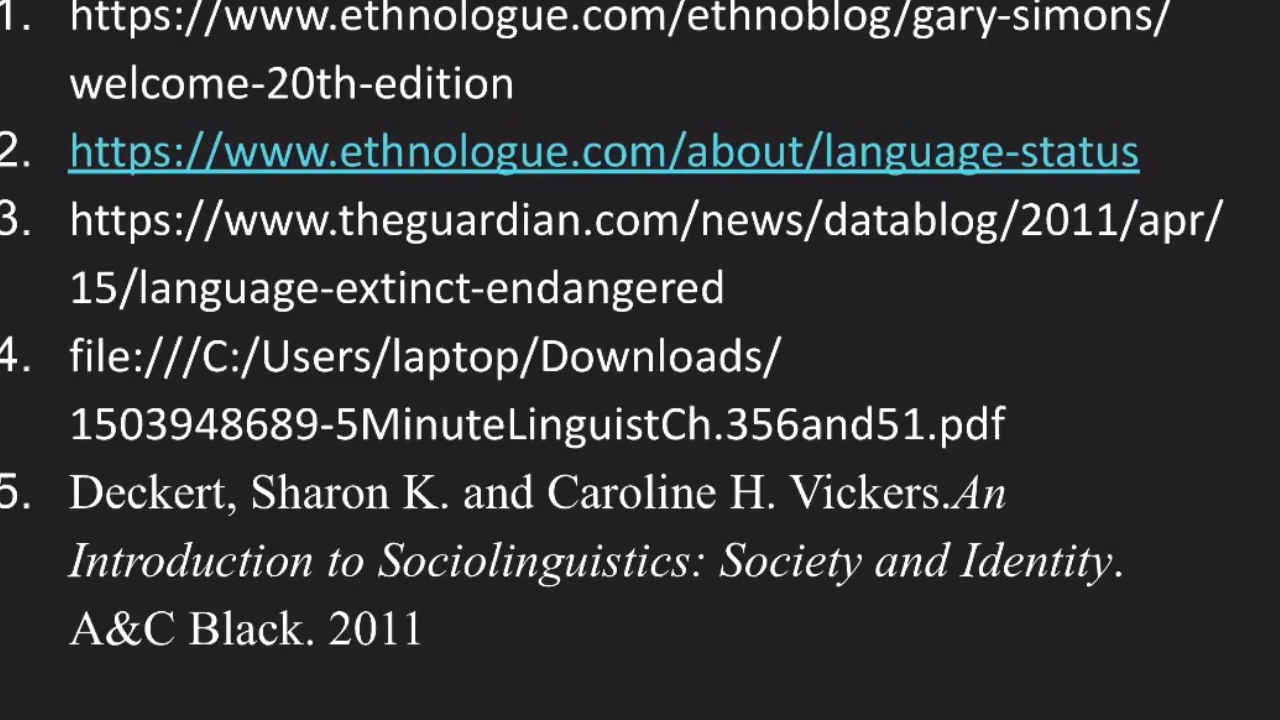 1. https://www.ethnologue.com/ethnoblog/gary-simons/
welcome-20th-edition
2. https://www.ethnologue.com/about/language-status
3. https://www.theguardian.com/news/datablog/2011/apr/
15/language-extinct-endangered
4. file:///C:/Users/laptop/Downloads/
1503948689-5MinuteLinguistCh.356and51.pdf
5. Deckert, Sharon K. and Caroline H. Vickers.An
Introduction to Sociolinguistics: Society and Identity.
A&C Black. 2011